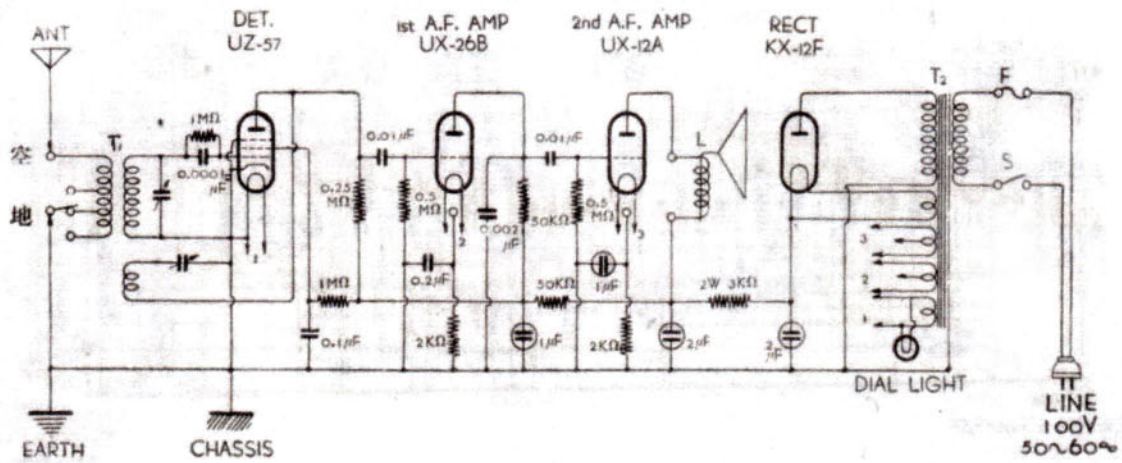 ANT
DET.
UZ-57
1st A.F. AMP
UX-26B
2nd A.F. AMP
UX-12A
RECT
KX-12F
T₂
F
空
地
T₁
1MΩ
0.0001
μF
1
0.25
MΩ
0.01μF
0.5
MΩ
2
0.002
μF
50KΩ
0.01μF
0.5
MΩ
3
L
S
3
2
1
1MΩ
0.1μF
0.2μF
2KΩ
50KΩ
1μF
1μF
2KΩ
2W 3KΩ
2μF
2
μF
DIAL LIGHT
EARTH
CHASSIS
LINE
100V
50~60~